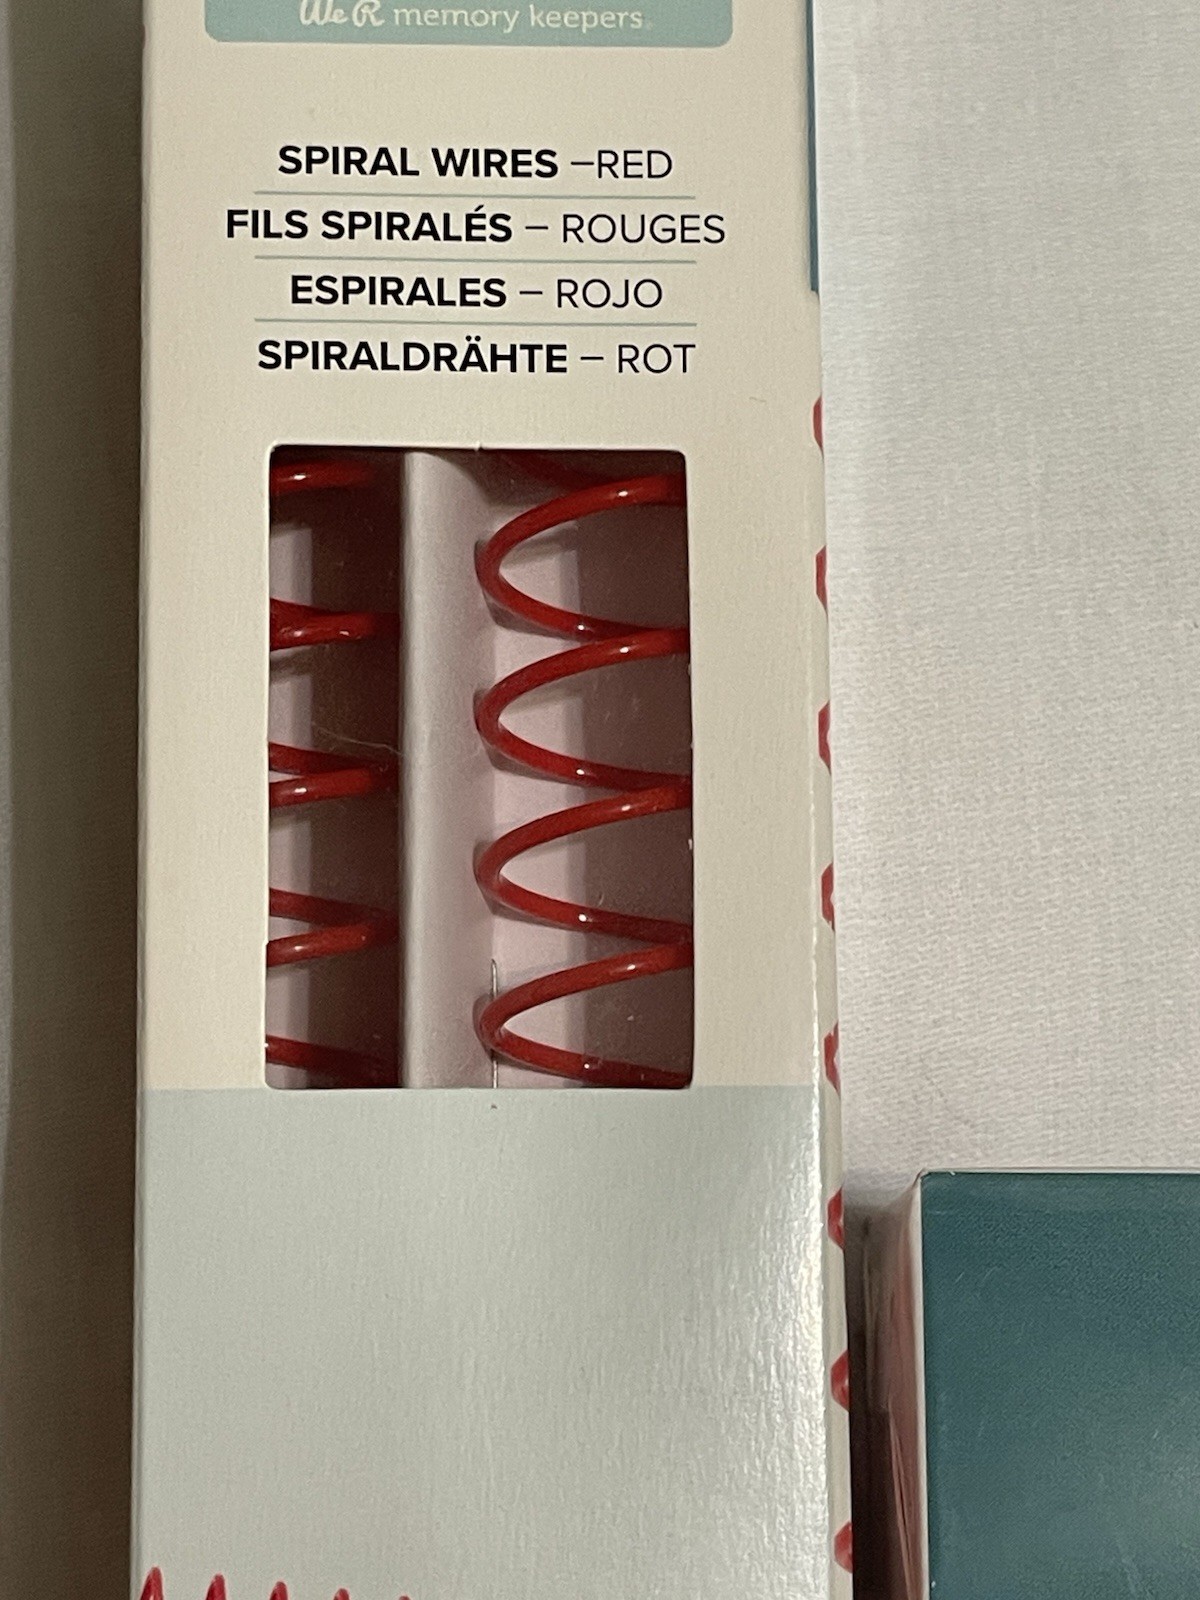 We R memory keepers
SPIRAL WIRES –RED
FILS SPIRALÉS – ROUGES
ESPIRALES – ROJO
SPIRALDRÄHTE – ROT